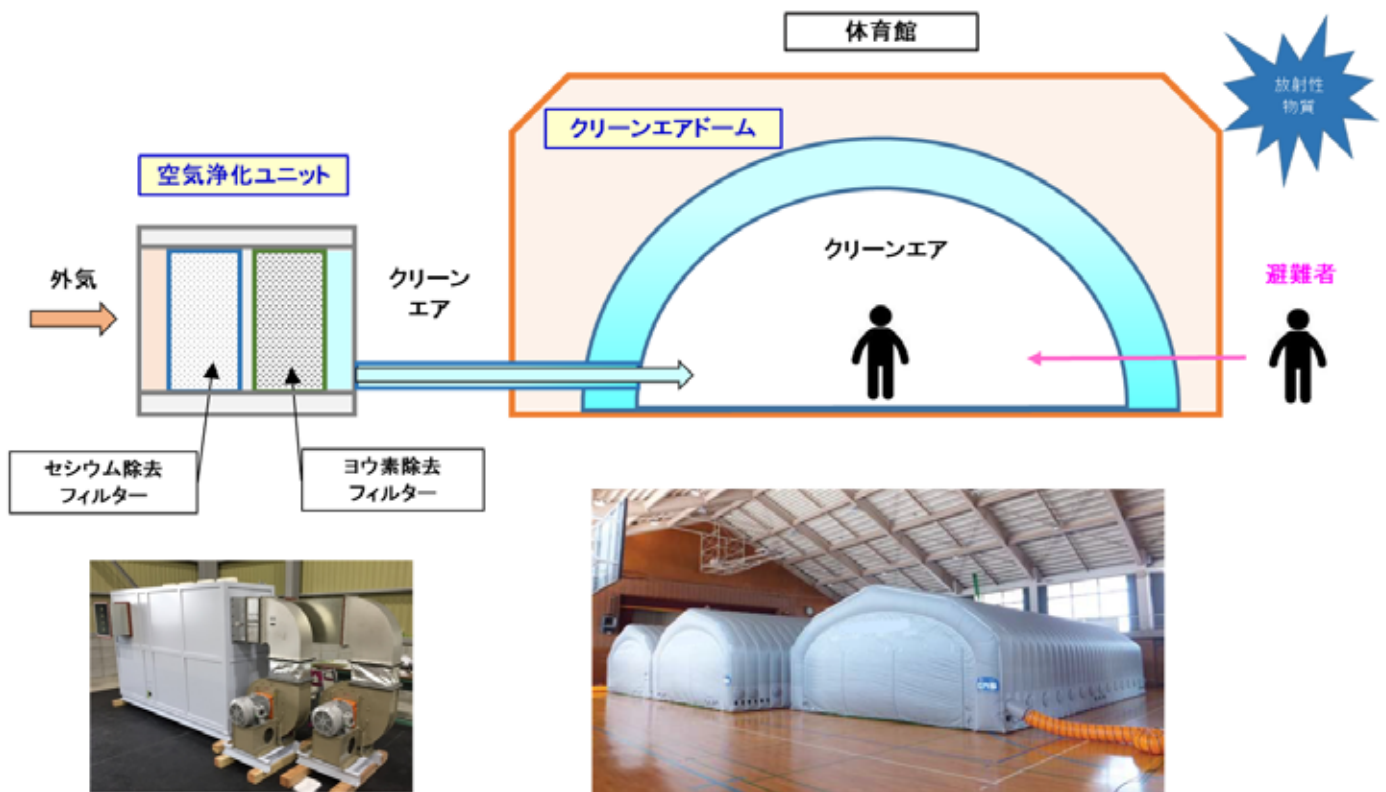 体育館
放射性
物質
クリーンエアドーム
空気浄化ユニット
外気
クリーン
エア
クリーンエア
避難者
セシウム除去
フィルター
ヨウ素除去
フィルター